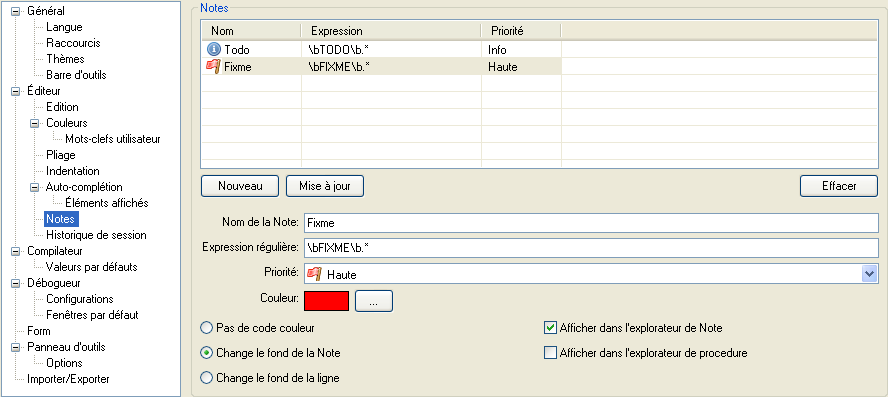 Général
Langue
Raccourcis
Thèmes
Barre d'outils
Éditeur
Edition
Couleurs
Mots-clefs utilisateur
Pliage
Indentation
Auto-complétion
Éléments affichés
Notes
Historique de session
Compilateur
Valeurs par défauts
Débogueur
Configurations
Fenêtres par défaut
Form
Panneau d'outils
Options
Importer/Exporter
Notes
Nom Expression Priorité
Todo \bTODO\b.* Info
Fixme \bFIXME\b.* Haute
Nouveau Mise à jour Effacer
Nom de la Note: Fixme
Expression régulière: \bFIXME\b.*
Priorité: Haute
Couleur: ...
Pas de code couleur Afficher dans l'explorateur de Note
Change le fond de la Note Afficher dans l'explorateur de procedure
Change le fond de la ligne